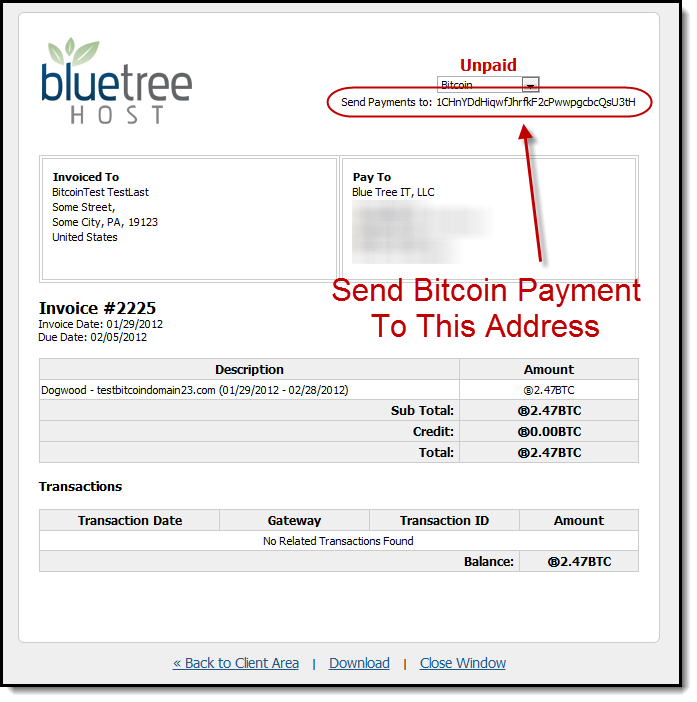 bluetree
HOST
Unpaid
Bitcoin
Send Payments to: 1CHnYDdHiqwfJhrfkF2cPwwpgcbcQsU3tH
Invoiced To
BitcoinTest TestLast
Some Street,
Some City, PA, 19123
United States
Pay To
Blue Tree IT, LLC
Send Bitcoin Payment
To This Address
Invoice #2225
Invoice Date: 01/29/2012
Due Date: 02/05/2012
Description Amount
Dogwood - testbitcoindomain23.com (01/29/2012 - 02/28/2012) ฿2.47BTC
Sub Total: ฿2.47BTC
Credit: ฿0.00BTC
Total: ฿2.47BTC
Transactions
Transaction Date Gateway Transaction ID Amount
No Related Transactions Found
Balance: ฿2.47BTC
« Back to Client Area | Download | Close Window